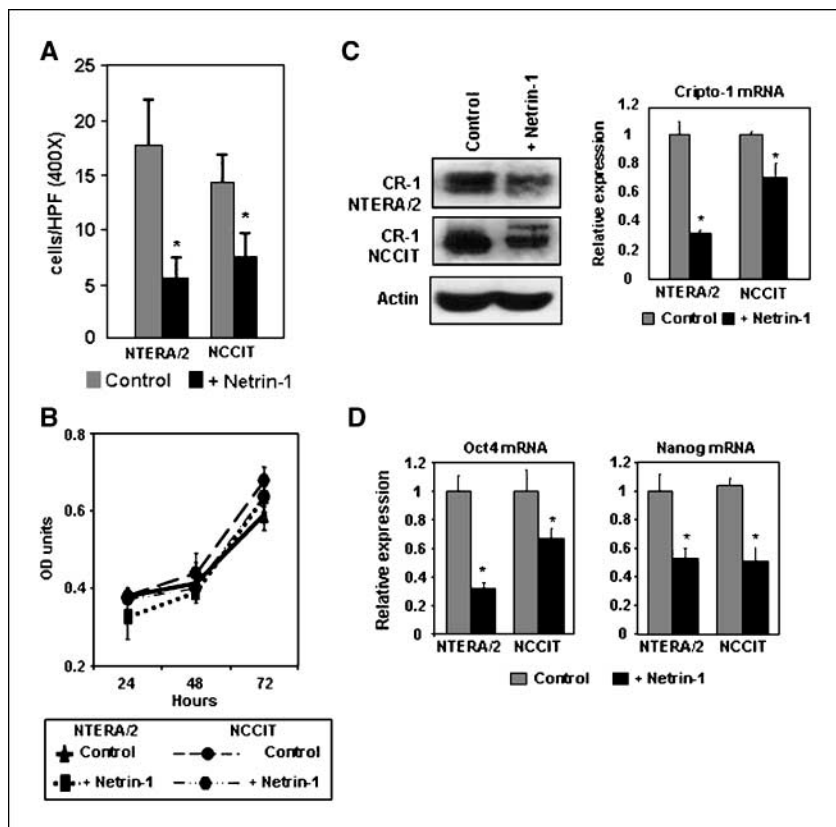 A
25
20
15
10
5
0
cells/HPF (400X)
*
*
NTERA/2 NCCIT
Control + Netrin-1
B
0.8
0.6
0.4
0.2
OD units
24 48 72
Hours
NTERA/2 NCCIT
Control Control
+ Netrin-1 + Netrin-1
C
Control
+ Netrin-1
CR-1
NTERA/2
CR-1
NCCIT
Actin
Cripto-1 mRNA
1.2
1
0.8
0.6
0.4
0.2
0
Relative expression
*
*
NTERA/2 NCCIT
Control + Netrin-1
D
Oct4 mRNA
1.2
1
0.8
0.6
0.4
0.2
0
Relative expression
*
*
NTERA/2 NCCIT
Nanog mRNA
1.2
1
0.8
0.6
0.4
0.2
0
*
*
NTERA/2 NCCIT
Control + Netrin-1